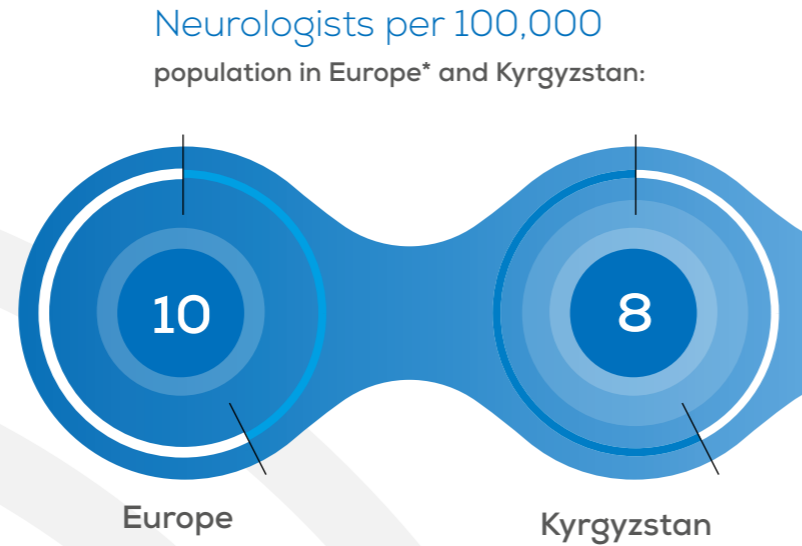 Neurologists per 100,000
population in Europe* and Kyrgyzstan:
10
8
Europe
Kyrgyzstan